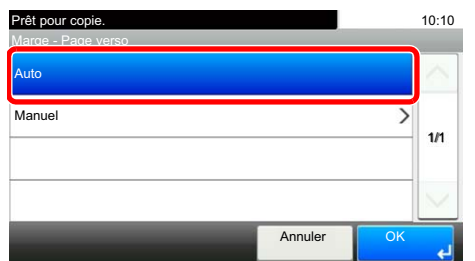 Prêt pour copie. 10:10
Marge - Page verso
Auto
Manuel
1/1
Annuler OK